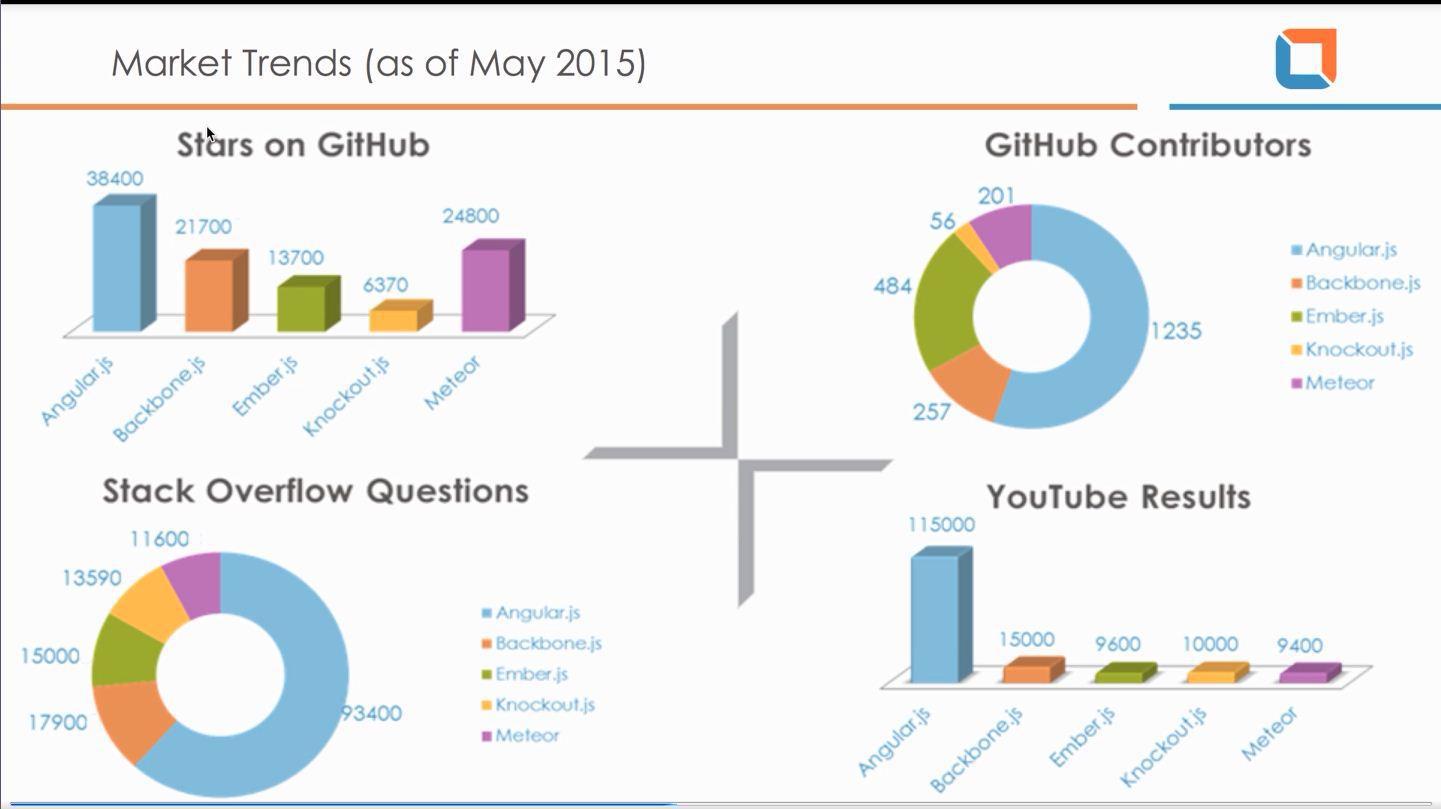 Market Trends (as of May 2015)
Stars on GitHub
38400
21700
13700
6370
24800
Angular.js
Backbone.js
Ember.js
Knockout.js
Meteor
GitHub Contributors
201
56
484
257
1235
Angular.js
Backbone.js
Ember.js
Knockout.js
Meteor
Stack Overflow Questions
11600
13590
15000
17900
93400
Angular.js
Backbone.js
Ember.js
Knockout.js
Meteor
YouTube Results
115000
15000
9600
10000
9400
Angular.js
Backbone.js
Ember.js
Knockout.js
Meteor